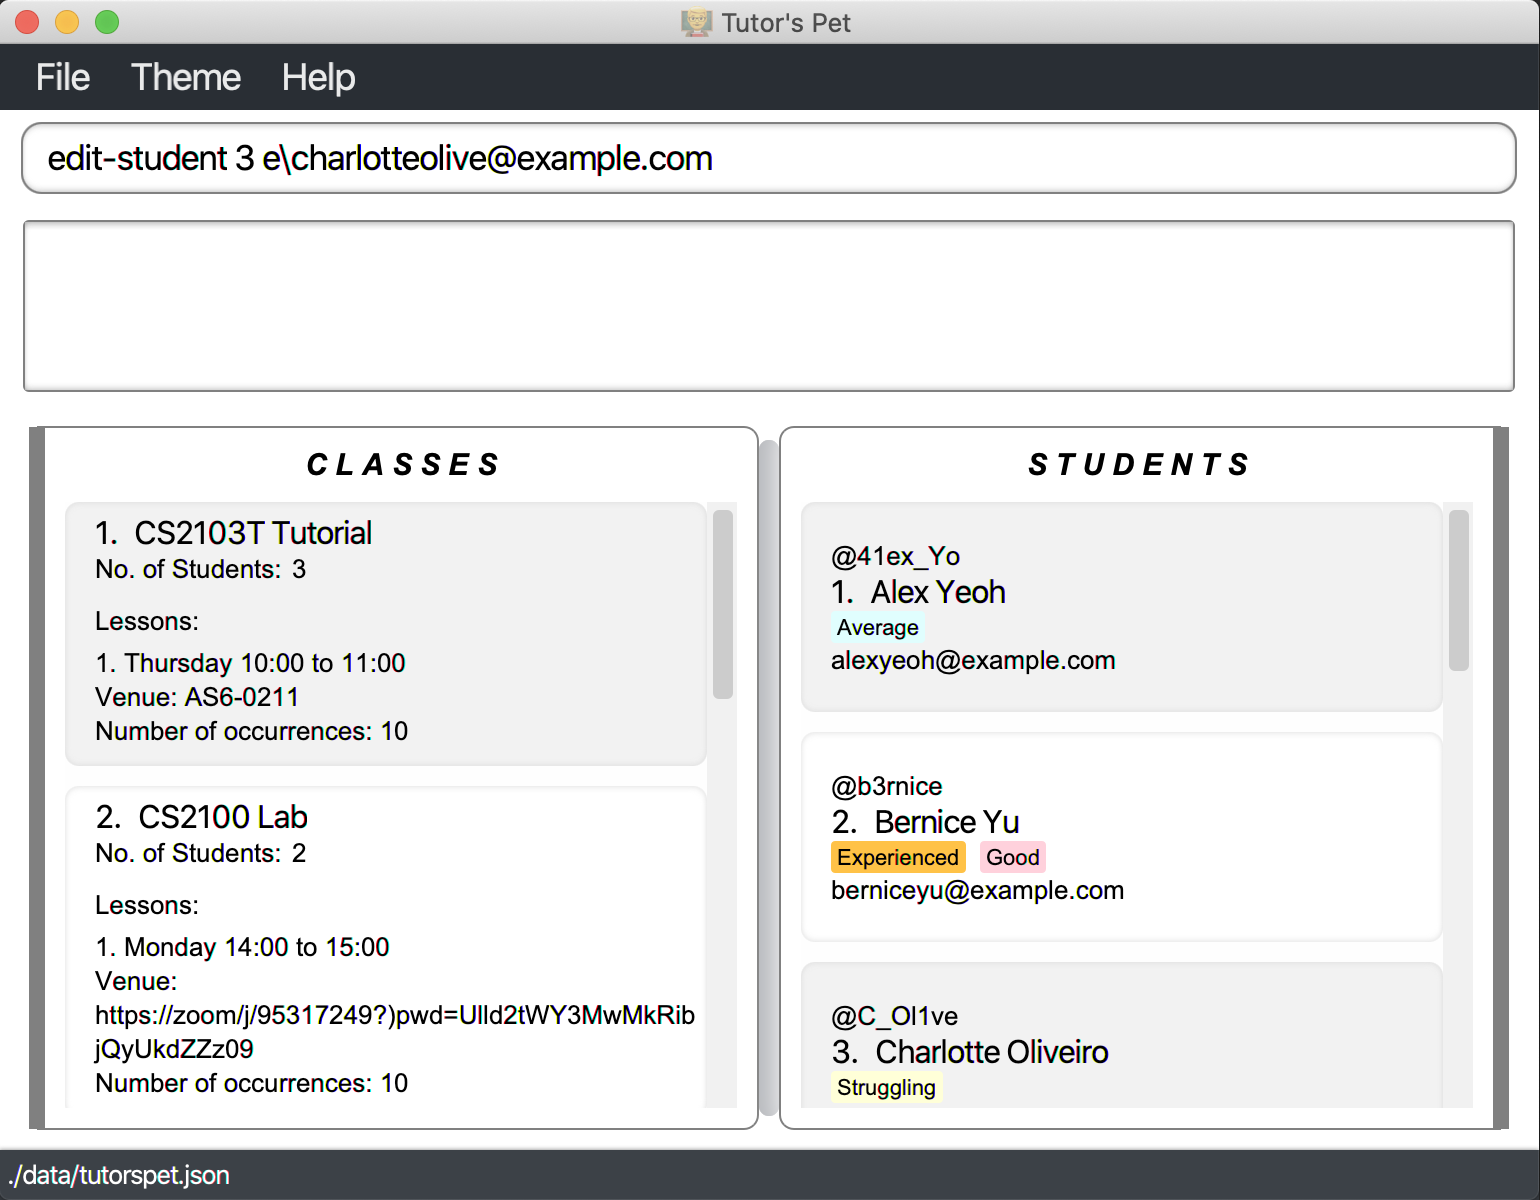 Tutor's Pet
File Theme Help
edit-student 3 e\charlotteolive@example.com
CLASSES
1. CS2103T Tutorial
No. of Students: 3
Lessons:
1. Thursday 10:00 to 11:00
Venue: AS6-0211
Number of occurrences: 10
2. CS2100 Lab
No. of Students: 2
Lessons:
1. Monday 14:00 to 15:00
Venue:
https://zoom/j/95317249?)pwd=Ulld2tWY3MwMkRib
jQyUkdZZz09
Number of occurrences: 10
STUDENTS
@41ex_Yo
1. Alex Yeoh
Average
alexyeoh@example.com
@b3rnice
2. Bernice Yu
Experienced Good
berniceyu@example.com
@C_Ol1ve
3. Charlotte Oliveiro
Struggling
./data/tutorspet.json